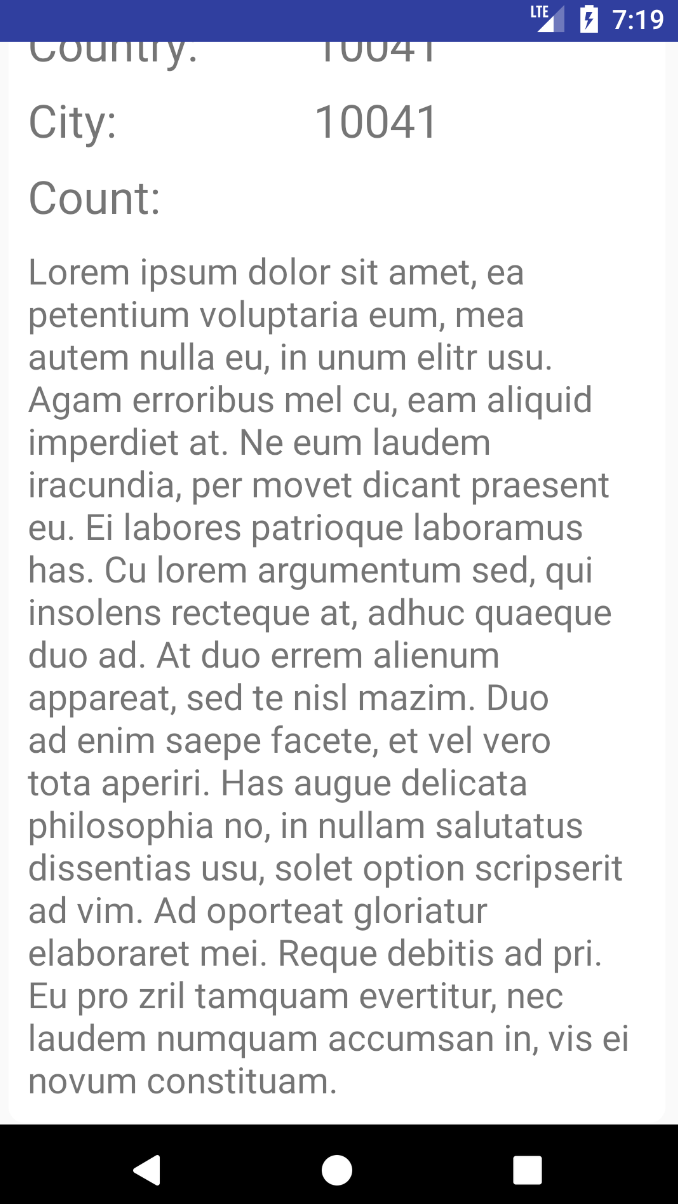 LTE 7:19
Country: 10041
City: 10041
Count:
Lorem ipsum dolor sit amet, ea
petentium voluptaria eum, mea
autem nulla eu, in unum elitr usu.
Agam erroribus mel cu, eam aliquid
imperdiet at. Ne eum laudem
iracundia, per movet dicant praesent
eu. Ei labores patrioque laboramus
has. Cu lorem argumentum sed, qui
insolens recteque at, adhuc quaeque
duo ad. At duo errem alienum
appareat, sed te nisl mazim. Duo
ad enim saepe facete, et vel vero
tota aperiri. Has augue delicata
philosophia no, in nullam salutatus
dissentias usu, solet option scripserit
ad vim. Ad oporteat gloriatur
elaboraret mei. Reque debitis ad pri.
Eu pro zril tamquam evertitur, nec
laudem numquam accumsan in, vis ei
novum constituam.